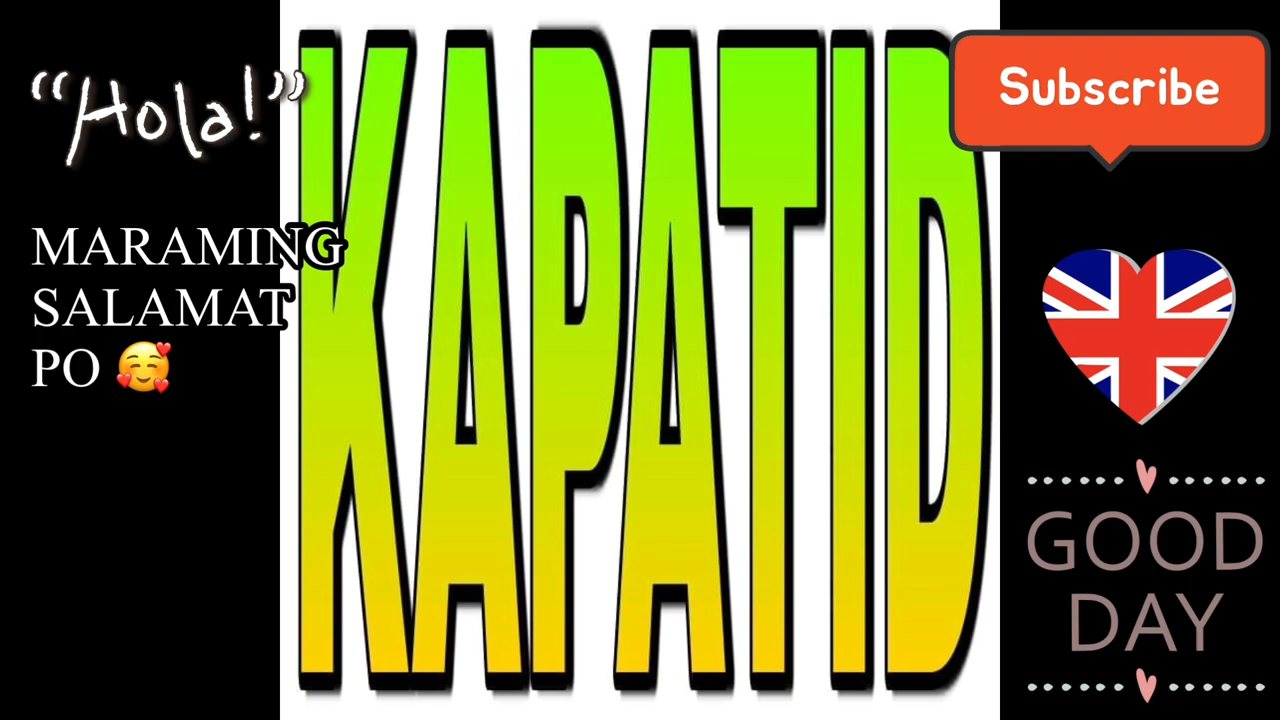 “Hola!”
MARAMING
SALAMAT
PO 🥰
KAPATID
Subscribe
GOOD
DAY